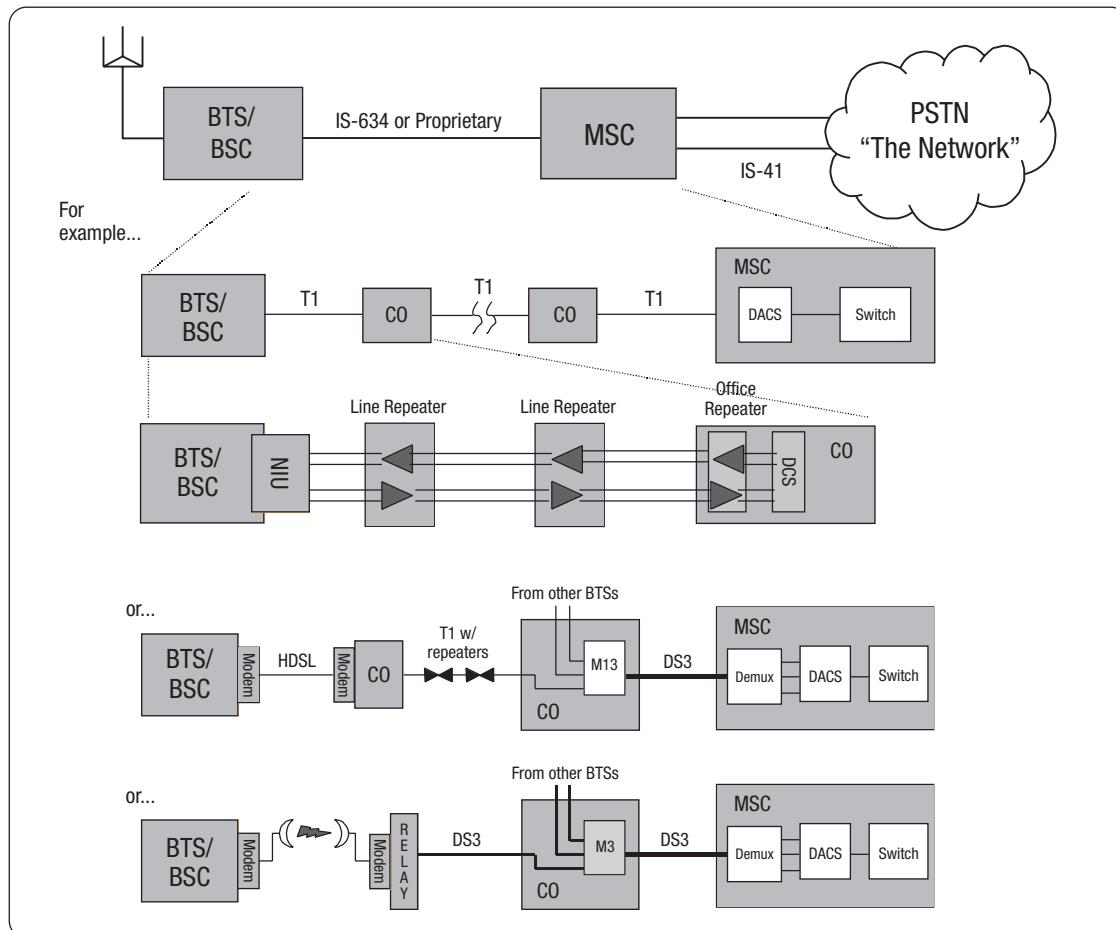 BTS/
BSC
IS-634 or Proprietary
MSC
IS-41
PSTN
“The Network”
For
example...
BTS/
BSC
T1
CO
T1
CO
T1
MSC
DACS
Switch
BTS/
BSC
NIU
Line Repeater
Line Repeater
Office
Repeater
DCS
CO
or...
BTS/
BSC
Modem
HDSL
Modem
CO
T1 w/
repeaters
From other BTSs
M13
CO
DS3
MSC
Demux
DACS
Switch
or...
BTS/
BSC
Modem
Modem
RELAY
DS3
From other BTSs
M3
CO
DS3
MSC
Demux
DACS
Switch